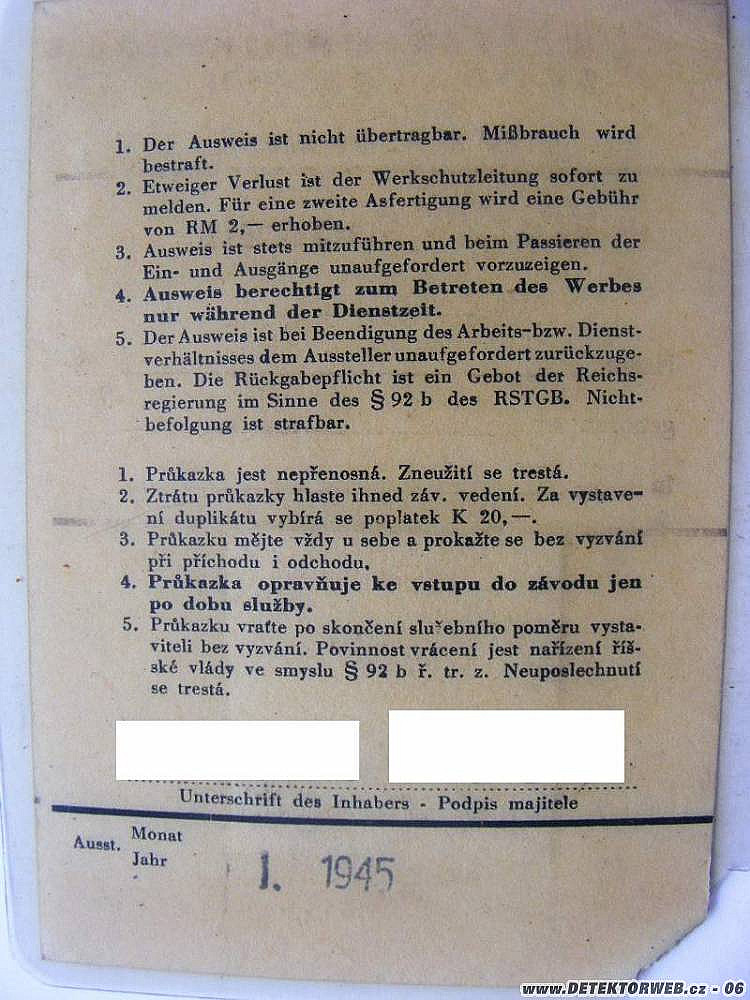 1. Der Ausweis ist nicht übertragbar. Mißbrauch wird
bestraft.
2. Etweiger Verlust ist der Werkschutzleitung sofort zu
melden. Für eine zweite Asfertigung wird eine Gebühr
von RM 2,— erhoben.
3. Ausweis ist stets mitzuführen und beim Passieren der
Ein- und Ausgänge unaufgefordert vorzuzeigen.
4. Ausweis berechtigt zum Betreten des Werbes
nur während der Dienstzeit.
5. Der Ausweis ist bei Beendigung des Arbeits-bzw. Dienst-
verhältnisses dem Aussteller unaufgefordert zurückzuge-
ben. Die Rückgabepflicht ist ein Gebot der Reichs-
regierung im Sinne des § 92 b des RSTGB. Nicht-
befolgung ist strafbar.
1. Průkazka jest nepřenosná. Zneužití se trestá.
2. Ztrátu průkazky hlaste ihned záv. vedení. Za vystave-
ní duplikátu vybírá se poplatek K 20,—.
3. Průkazku mějte vždy u sebe a prokažte se bez vyzvání
při příchodu i odchodu.
4. Průkazka opravňuje ke vstupu do závodu jen
po dobu služby.
5. Průkazku vraťte po skončení služebního poměru vysta-
viteli bez vyzvání. Povinnost vrácení jest nařízení říš-
ské vlády ve smyslu § 92 b ř. tr. z. Neuposlechnutí
se trestá.
Unterschrift des Inhabers - Podpis majitele
Ausst. Monat
Jahr
I. 1945
www.DETEKTORWEB.cz - 06